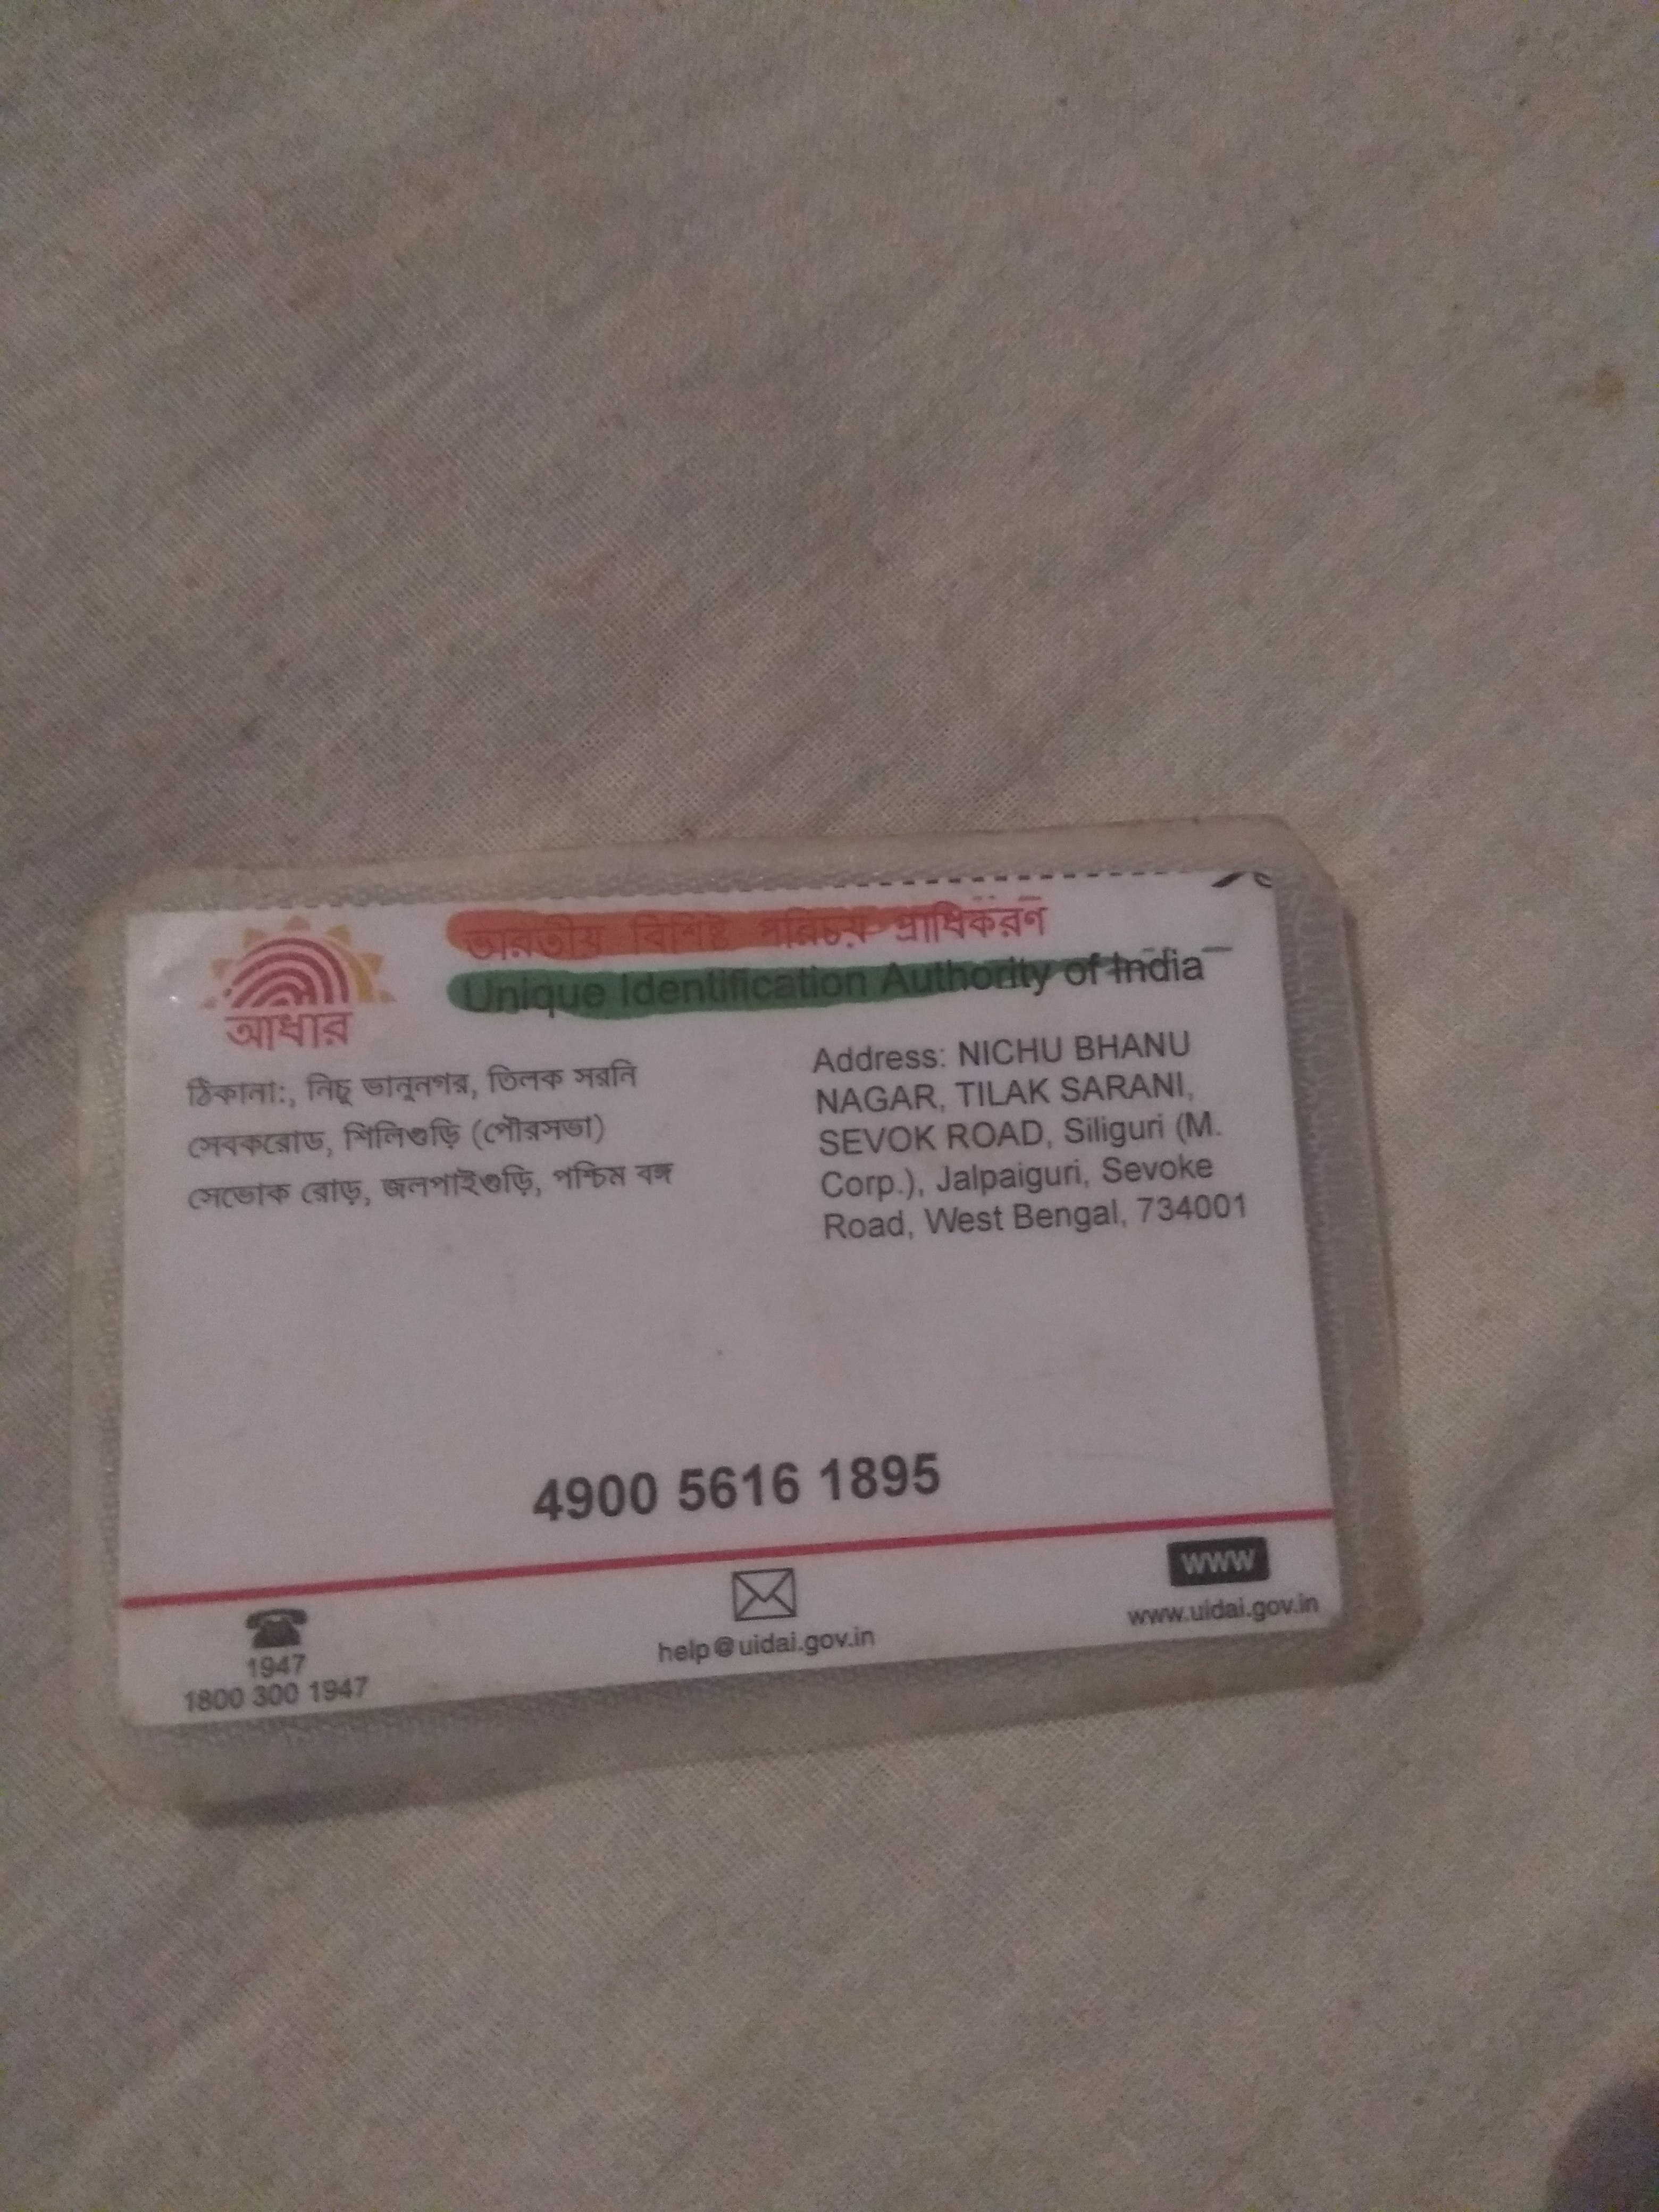 ভারতীয় বিশিষ্ট পরিচয় প্রাধিকরণ
Unique Identification Authority of India
আধার
ঠিকানা:, নিচু ভানুনগর, তিলক সরনি
সেবকরোড, শিলিগুড়ি (পৌরসভা)
সেভোক রোড়, জলপাইগুড়ি, পশ্চিম বঙ্গ
Address: NICHU BHANU
NAGAR, TILAK SARANI,
SEVOK ROAD, Siliguri (M.
Corp.), Jalpaiguri, Sevoke
Road, West Bengal, 734001
4900 5616 1895
1947
1800 300 1947
help@uidai.gov.in
www
www.uidai.gov.in